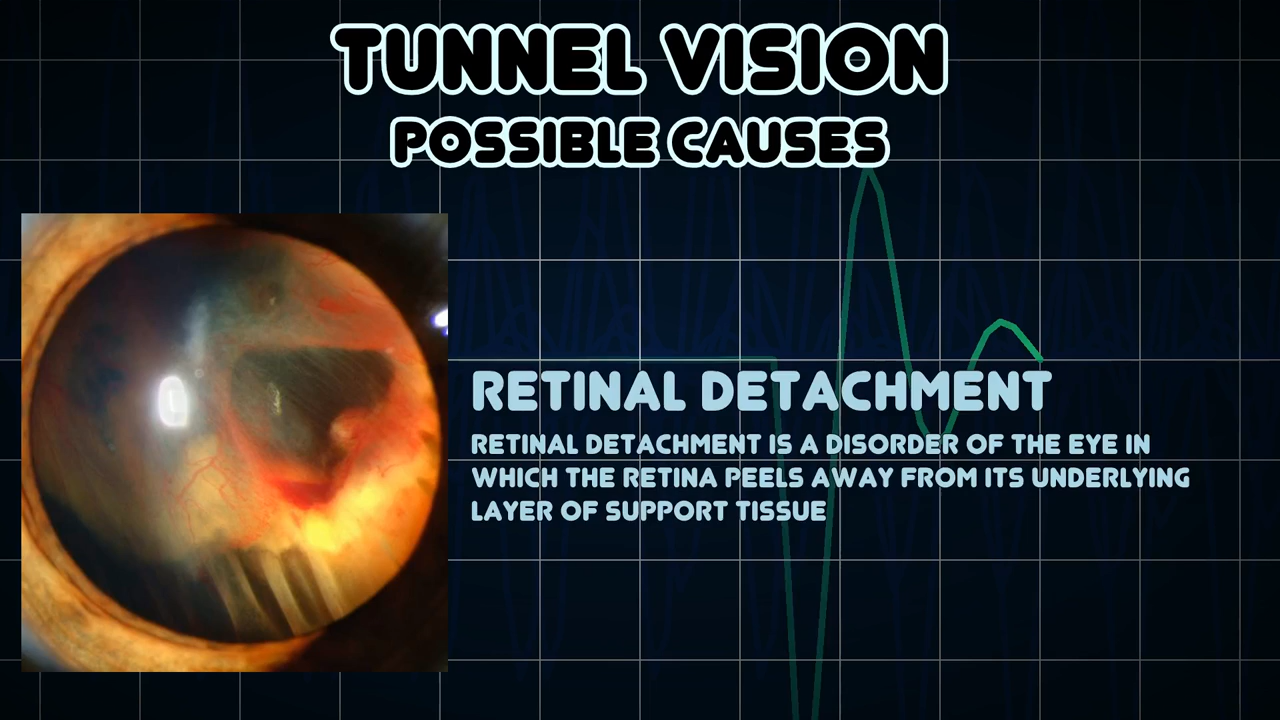 TUNNEL VISION
POSSIBLE CAUSES
RETINAL DETACHMENT
RETINAL DETACHMENT IS A DISORDER OF THE EYE IN
WHICH THE RETINA PEELS AWAY FROM ITS UNDERLYING
LAYER OF SUPPORT TISSUE